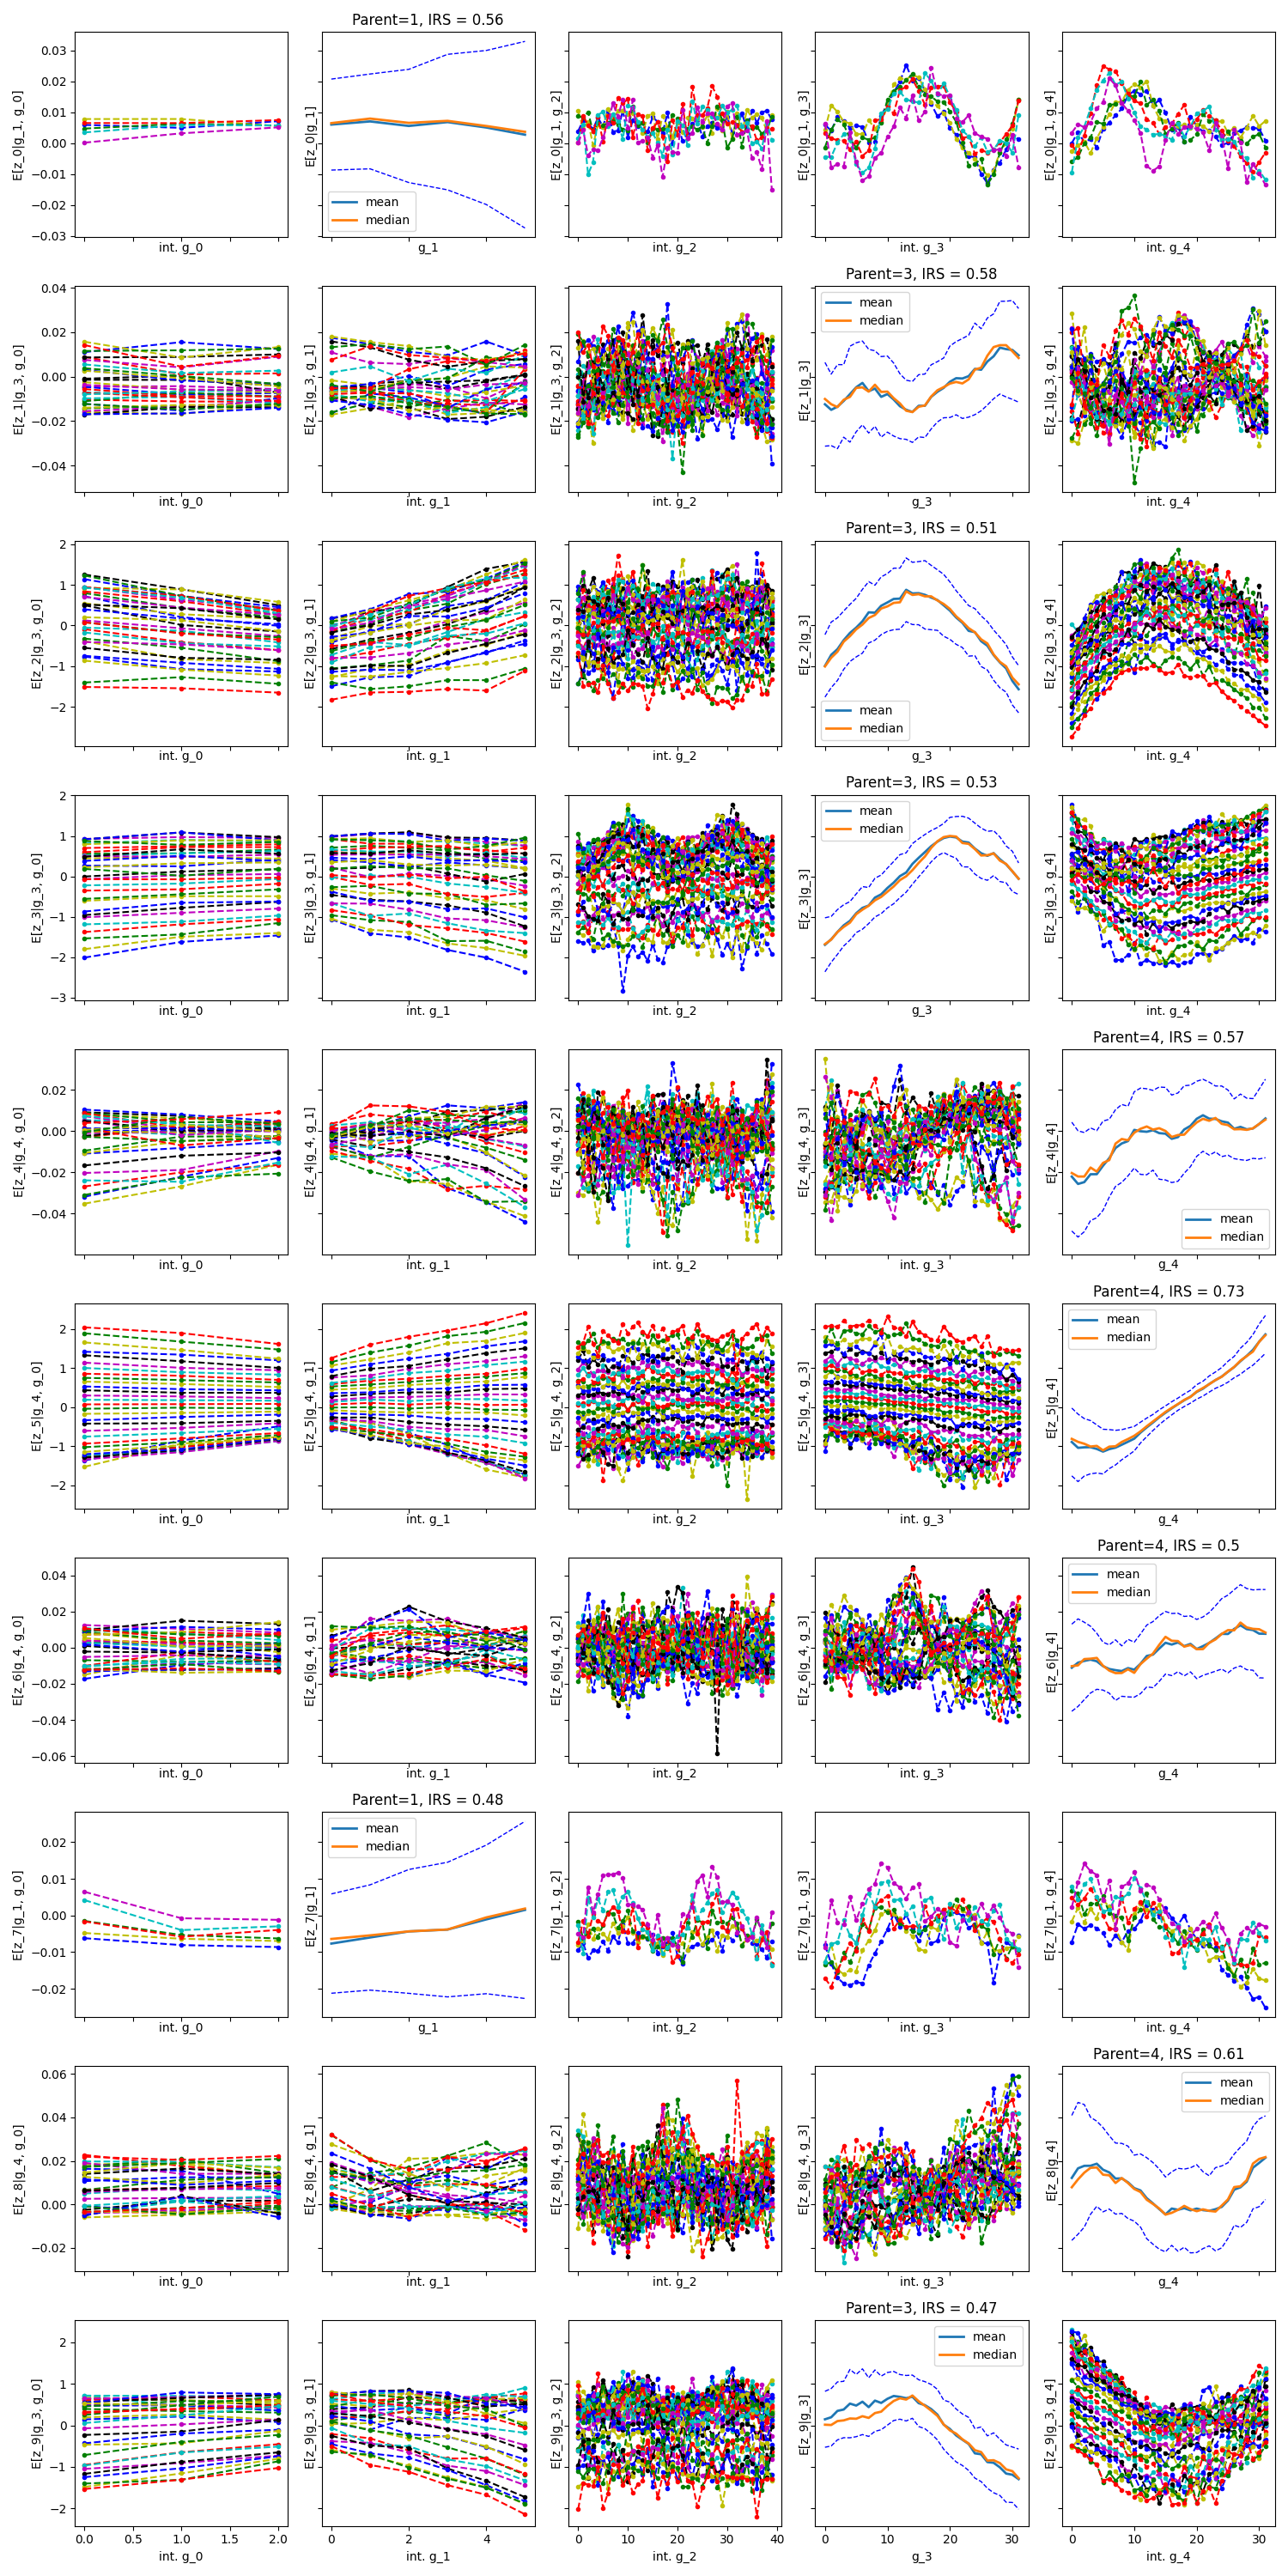 Parent=1, IRS = 0.56
E[z_0|g_1, g_0]
0.03
0.02
0.01
0.00
−0.01
−0.02
−0.03
int. g_0
E[z_0|g_1]
mean
median
g_1
E[z_0|g_1, g_2]
int. g_2
E[z_0|g_1, g_3]
int. g_3
E[z_0|g_1, g_4]
int. g_4
Parent=3, IRS = 0.58
E[z_1|g_3, g_0]
0.04
0.02
0.00
−0.02
−0.04
int. g_0
E[z_1|g_3, g_1]
int. g_1
E[z_1|g_3, g_2]
int. g_2
E[z_1|g_3]
mean
median
g_3
E[z_1|g_3, g_4]
int. g_4
Parent=3, IRS = 0.51
E[z_2|g_3, g_0]
2
1
0
−1
−2
int. g_0
E[z_2|g_3, g_1]
int. g_1
E[z_2|g_3, g_2]
int. g_2
E[z_2|g_3]
mean
median
g_3
E[z_2|g_3, g_4]
int. g_4
Parent=3, IRS = 0.53
E[z_3|g_3, g_0]
2
1
0
−1
−2
−3
int. g_0
E[z_3|g_3, g_1]
int. g_1
E[z_3|g_3, g_2]
int. g_2
E[z_3|g_3]
mean
median
g_3
E[z_3|g_3, g_4]
int. g_4
Parent=4, IRS = 0.57
E[z_4|g_4, g_0]
0.02
0.00
−0.02
−0.04
int. g_0
E[z_4|g_4, g_1]
int. g_1
E[z_4|g_4, g_2]
int. g_2
E[z_4|g_4, g_3]
int. g_3
E[z_4|g_4]
mean
median
g_4
Parent=4, IRS = 0.73
E[z_5|g_4, g_0]
2
1
0
−1
−2
int. g_0
E[z_5|g_4, g_1]
int. g_1
E[z_5|g_4, g_2]
int. g_2
E[z_5|g_4, g_3]
int. g_3
E[z_5|g_4]
mean
median
g_4
Parent=4, IRS = 0.5
E[z_6|g_4, g_0]
0.04
0.02
0.00
−0.02
−0.04
−0.06
int. g_0
E[z_6|g_4, g_1]
int. g_1
E[z_6|g_4, g_2]
int. g_2
E[z_6|g_4, g_3]
int. g_3
E[z_6|g_4]
mean
median
g_4
Parent=1, IRS = 0.48
E[z_7|g_1, g_0]
0.02
0.01
0.00
−0.01
−0.02
int. g_0
E[z_7|g_1]
mean
median
g_1
E[z_7|g_1, g_2]
int. g_2
E[z_7|g_1, g_3]
int. g_3
E[z_7|g_1, g_4]
int. g_4
Parent=4, IRS = 0.61
E[z_8|g_4, g_0]
0.06
0.04
0.02
0.00
−0.02
int. g_0
E[z_8|g_4, g_1]
int. g_1
E[z_8|g_4, g_2]
int. g_2
E[z_8|g_4, g_3]
int. g_3
E[z_8|g_4]
mean
median
g_4
Parent=3, IRS = 0.47
E[z_9|g_3, g_0]
2
1
0
−1
−2
0.0 0.5 1.0 1.5 2.0
int. g_0
E[z_9|g_3, g_1]
0 2 4
int. g_1
E[z_9|g_3, g_2]
0 10 20 30 40
int. g_2
E[z_9|g_3]
mean
median
0 10 20 30
g_3
E[z_9|g_3, g_4]
0 10 20 30
int. g_4